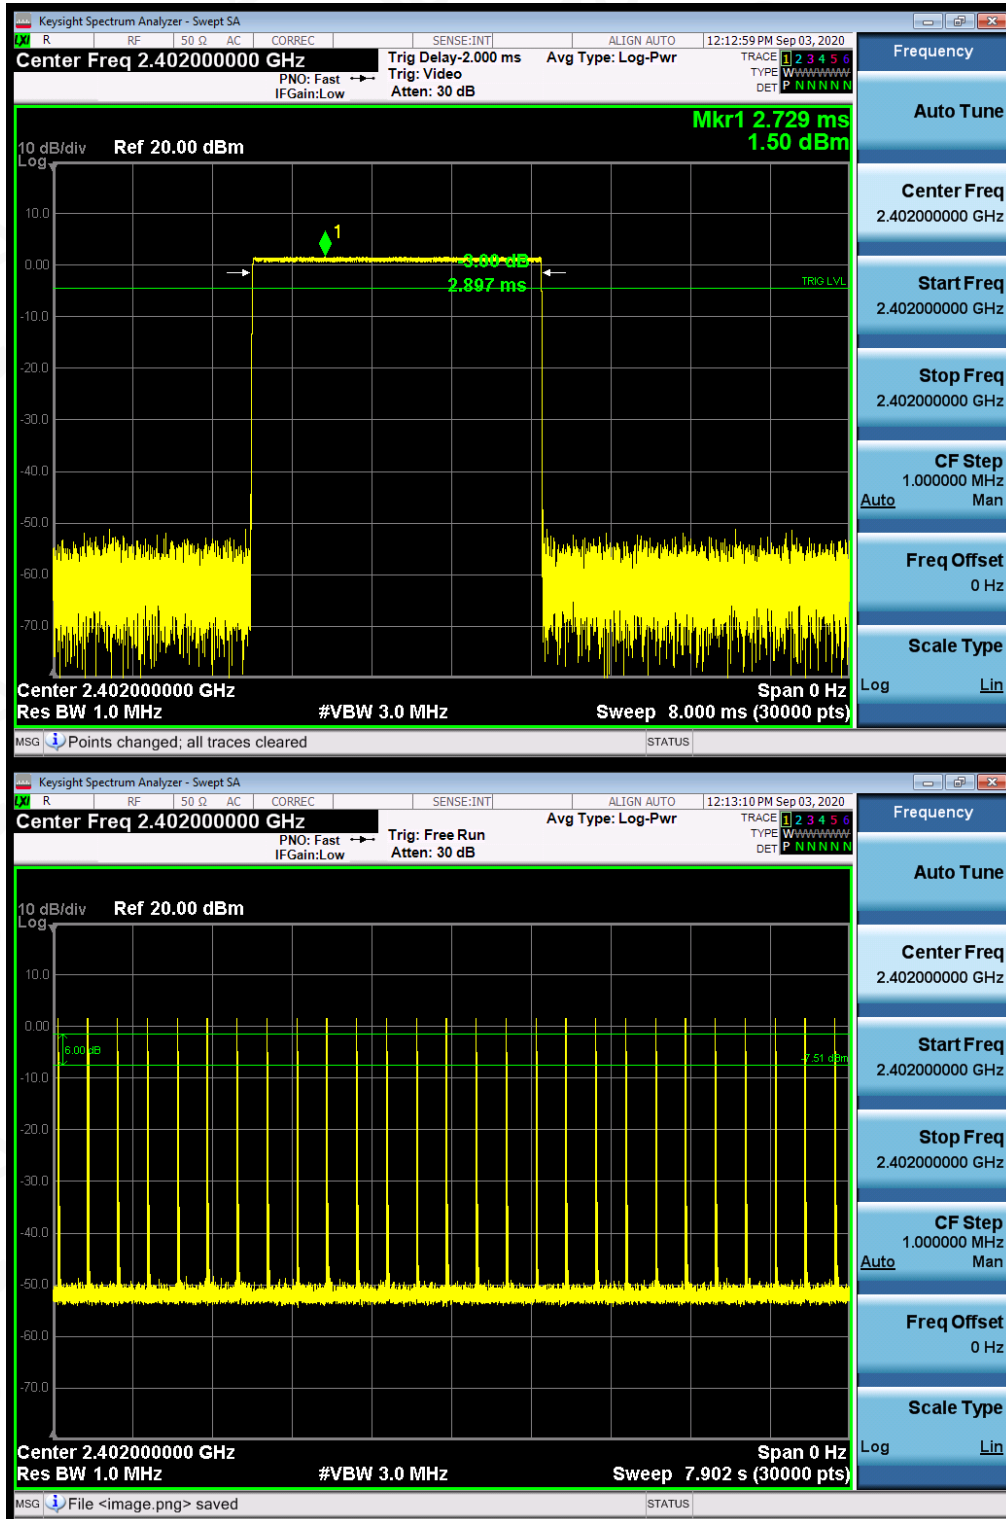 Keysight Spectrum Analyzer - Swept SA
LXI R RF 50 Ω AC CORREC SENSE:INT ALIGN AUTO 12:12:59 PM Sep 03, 2020
Center Freq 2.402000000 GHz
PNO: Fast
IFGain:Low
Trig Delay-2.000 ms
Trig: Video
Atten: 30 dB
Avg Type: Log-Pwr
TRACE 1 2 3 4 5 6
TYPE W
DET P N N N N N
Mkr1 2.729 ms
1.50 dBm
10 dB/div Ref 20.00 dBm
Log
10.0
1
0.00
-3.00 dB
2.897 ms
TRIG LVL
-10.0
-20.0
-30.0
-40.0
-50.0
-60.0
-70.0
Center 2.402000000 GHz Span 0 Hz
Res BW 1.0 MHz #VBW 3.0 MHz Sweep 8.000 ms (30000 pts)
MSG Points changed; all traces cleared STATUS
Frequency
Auto Tune
Center Freq
2.402000000 GHz
Start Freq
2.402000000 GHz
Stop Freq
2.402000000 GHz
CF Step
1.000000 MHz
Auto Man
Freq Offset
0 Hz
Scale Type
Log Lin
Keysight Spectrum Analyzer - Swept SA
LXI R RF 50 Ω AC CORREC SENSE:INT ALIGN AUTO 12:13:10 PM Sep 03, 2020
Center Freq 2.402000000 GHz
PNO: Fast
IFGain:Low
Trig: Free Run
Atten: 30 dB
Avg Type: Log-Pwr
TRACE 1 2 3 4 5 6
TYPE W
DET P N N N N N
10 dB/div Ref 20.00 dBm
Log
10.0
0.00
6.00 dB
-7.51 dBm
-10.0
-20.0
-30.0
-40.0
-50.0
-60.0
-70.0
Center 2.402000000 GHz Span 0 Hz
Res BW 1.0 MHz #VBW 3.0 MHz Sweep 7.902 s (30000 pts)
MSG File <image.png> saved STATUS
Frequency
Auto Tune
Center Freq
2.402000000 GHz
Start Freq
2.402000000 GHz
Stop Freq
2.402000000 GHz
CF Step
1.000000 MHz
Auto Man
Freq Offset
0 Hz
Scale Type
Log Lin